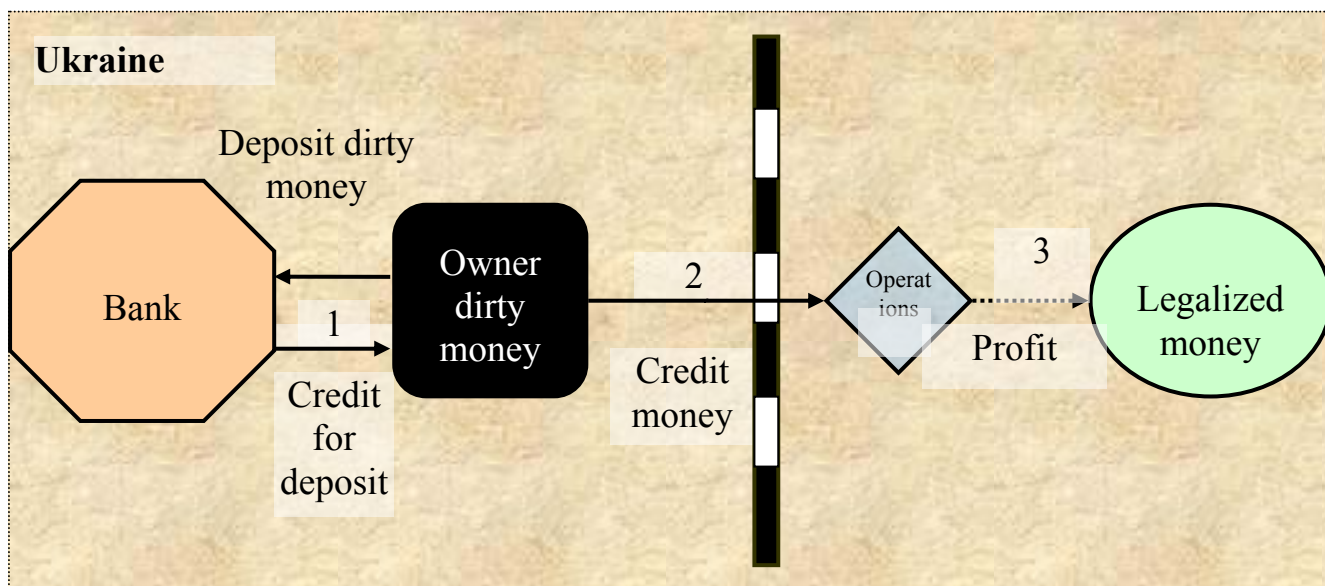 Ukraine
Deposit dirty
money
Bank
1
Credit
for
deposit
Owner
dirty
money
2
Credit
money
Operat
ions
3
Profit
Legalized
money